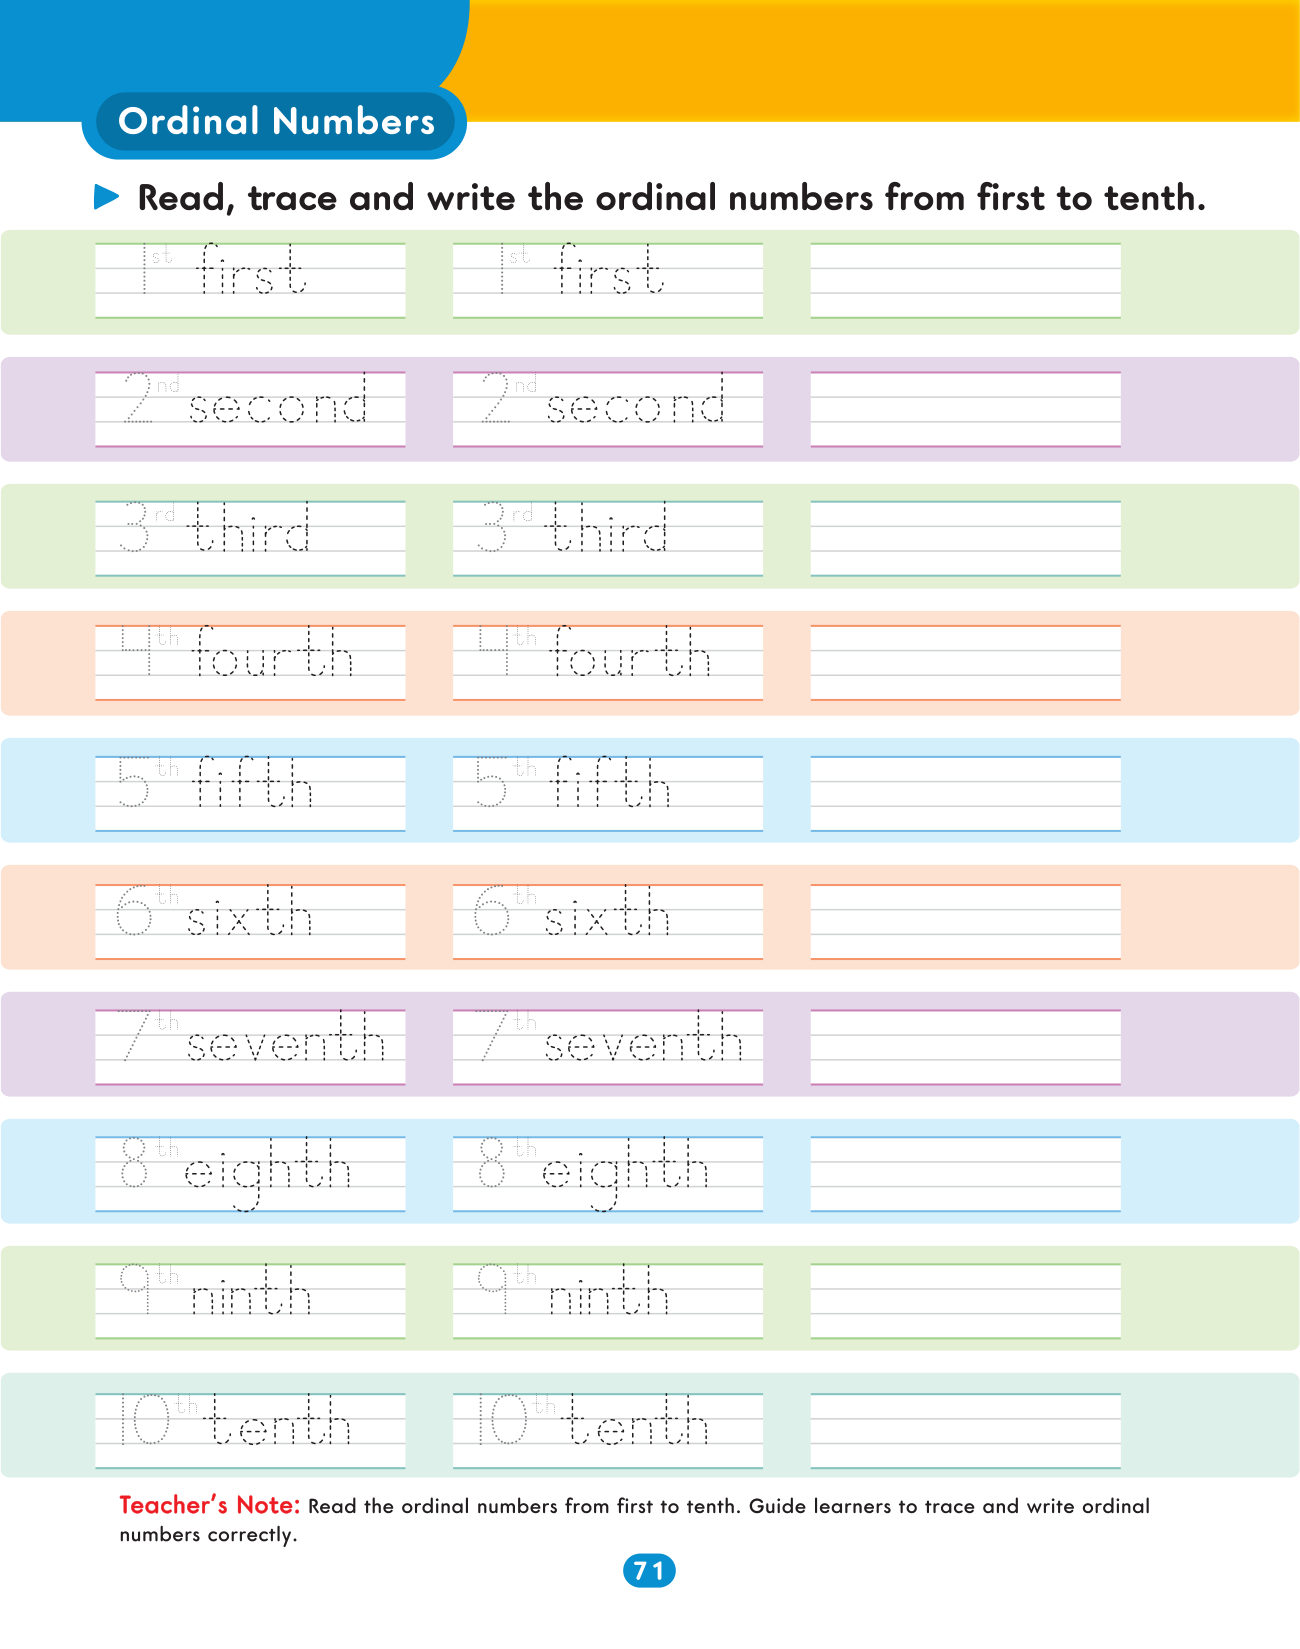 Ordinal Numbers
Read, trace and write the ordinal numbers from first to tenth.
1st first 1st first
2nd second 2nd second
3rd third 3rd third
4th fourth 4th fourth
5th fifth 5th fifth
6th sixth 6th sixth
7th seventh 7th seventh
8th eighth 8th eighth
9th ninth 9th ninth
10th tenth 10th tenth
Teacher's Note: Read the ordinal numbers from first to tenth. Guide learners to trace and write ordinal
numbers correctly.
71